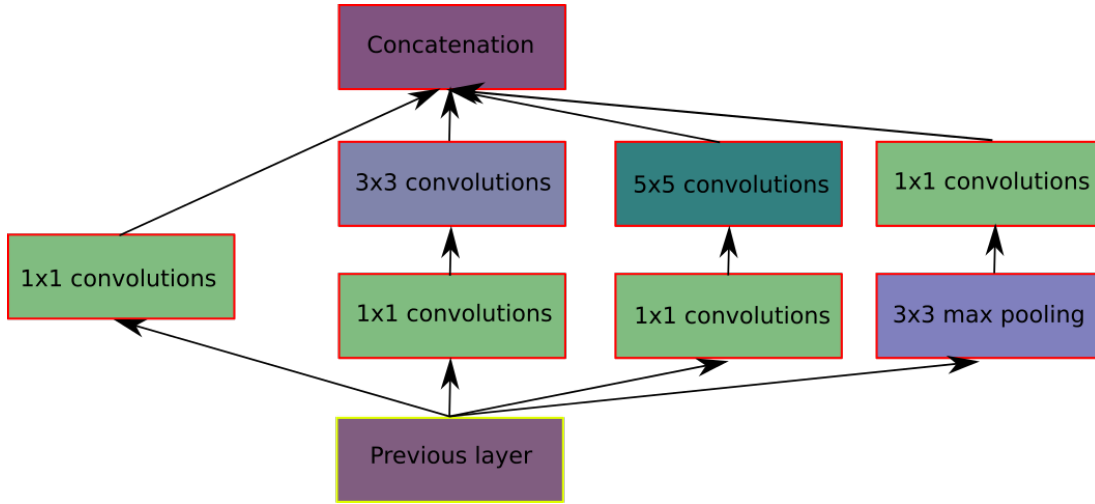 Concatenation
3x3 convolutions
5x5 convolutions
1x1 convolutions
1x1 convolutions
1x1 convolutions
1x1 convolutions
3x3 max pooling
Previous layer